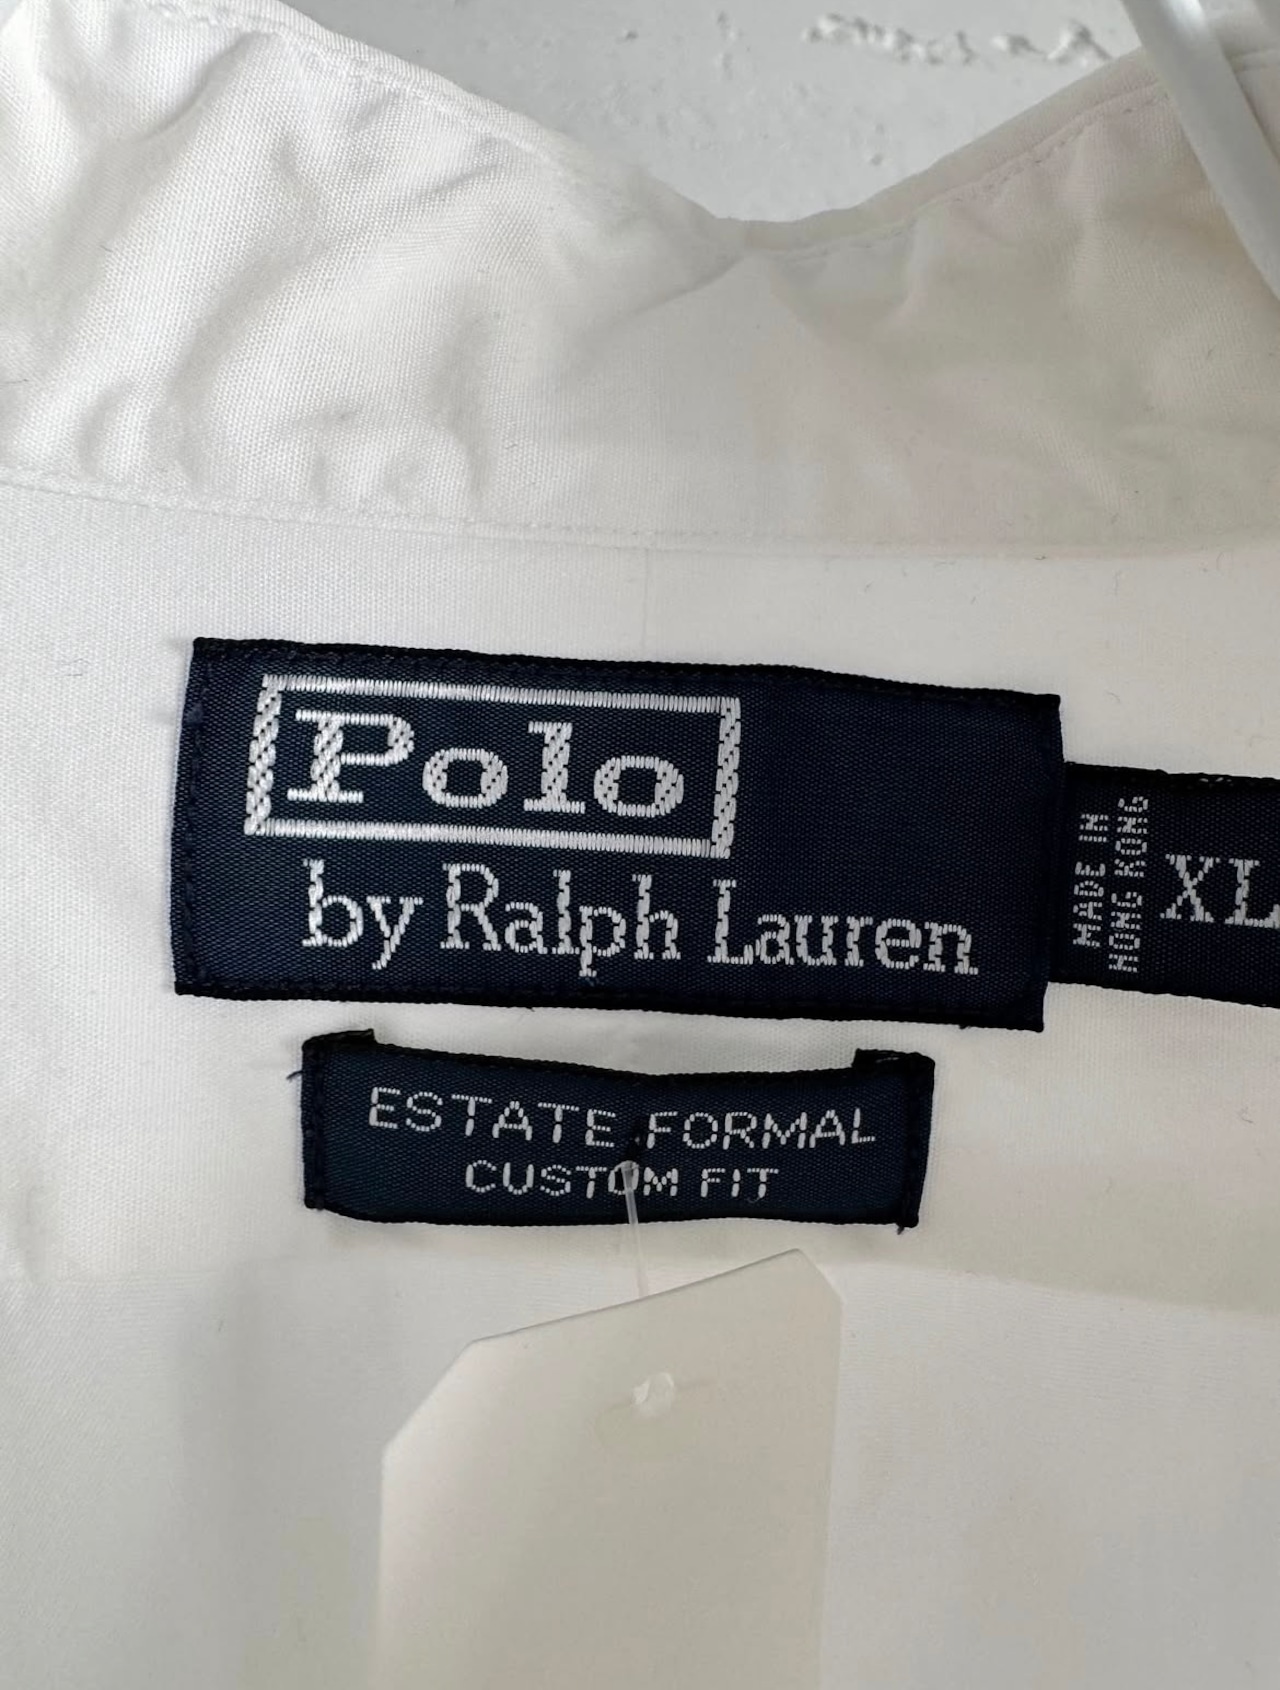 Polo
by Ralph Lauren
MADE IN
HONG KONG
XL
ESTATE FORMAL
CUSTOM FIT